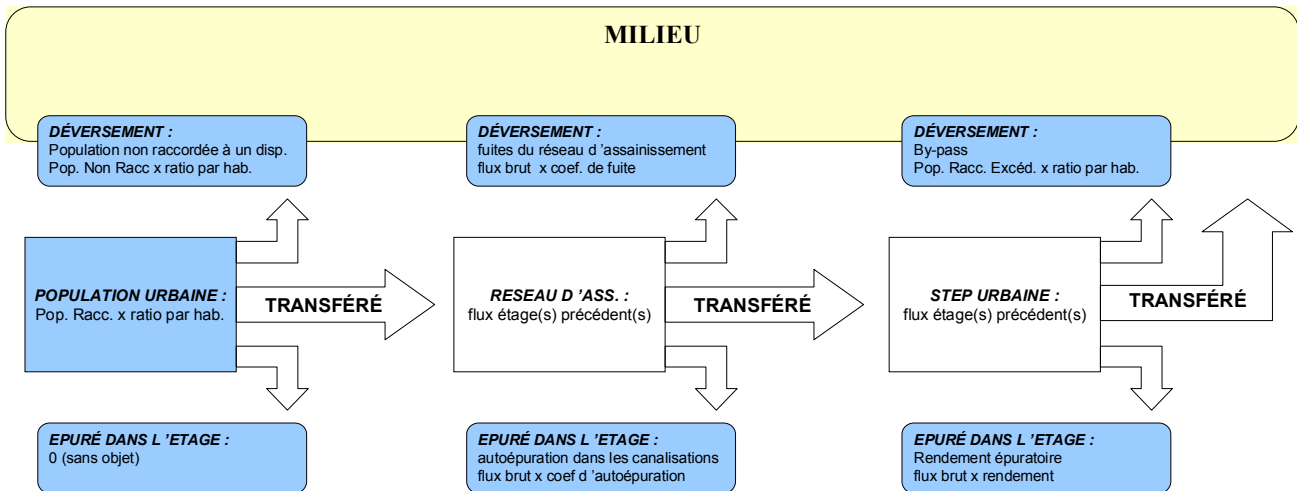 MILIEU
DÉVERSEMENT :
Population non raccordée à un disp.
Pop. Non Racc x ratio par hab.
DÉVERSEMENT :
fuites du réseau d ’assainissement
flux brut x coef. de fuite
DÉVERSEMENT :
By-pass
Pop. Racc. Excéd. x ratio par hab.
POPULATION URBAINE :
Pop. Racc. x ratio par hab.
TRANSFÉRÉ
RESEAU D ’ASS. :
flux étage(s) précédent(s)
TRANSFÉRÉ
STEP URBAINE :
flux étage(s) précédent(s)
TRANSFÉRÉ
EPURÉ DANS L ’ETAGE :
0 (sans objet)
EPURÉ DANS L ’ETAGE :
autoépuration dans les canalisations
flux brut x coef d ’autoépuration
EPURÉ DANS L ’ETAGE :
Rendement épuratoire
flux brut x rendement